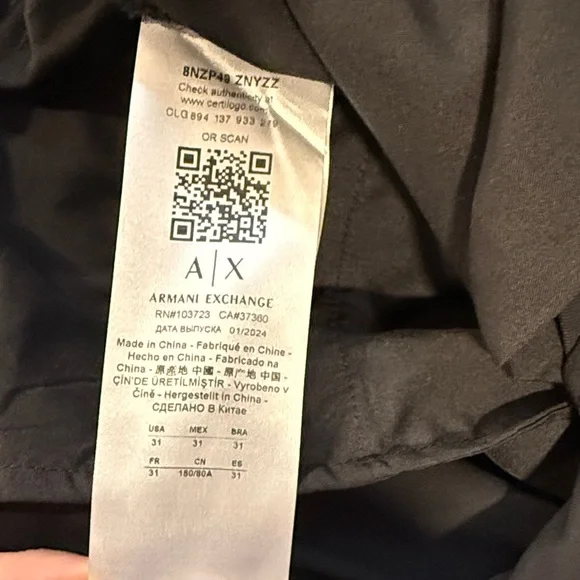 8NZP49 ZNYZZ
Check authenticity at
www.certilogo.com
CLG 894 137 933 279
OR SCAN
A|X
ARMANI EXCHANGE
RN#103723 CA#37360
ДАТА ВЫПУСКА 01/2024
Made in China - Fabriqué en Chine -
Hecho en China - Fabricado na
China - 原產地 中國 - 原产地 中国 -
ÇİN'DE ÜRETİLMİŞTİR - Vyrobeno v
Číně - Hergestellt in China -
СДЕЛАНО В Китае
USA MEX BRA
31 31 31
FR CN ES
31 180/80A 31